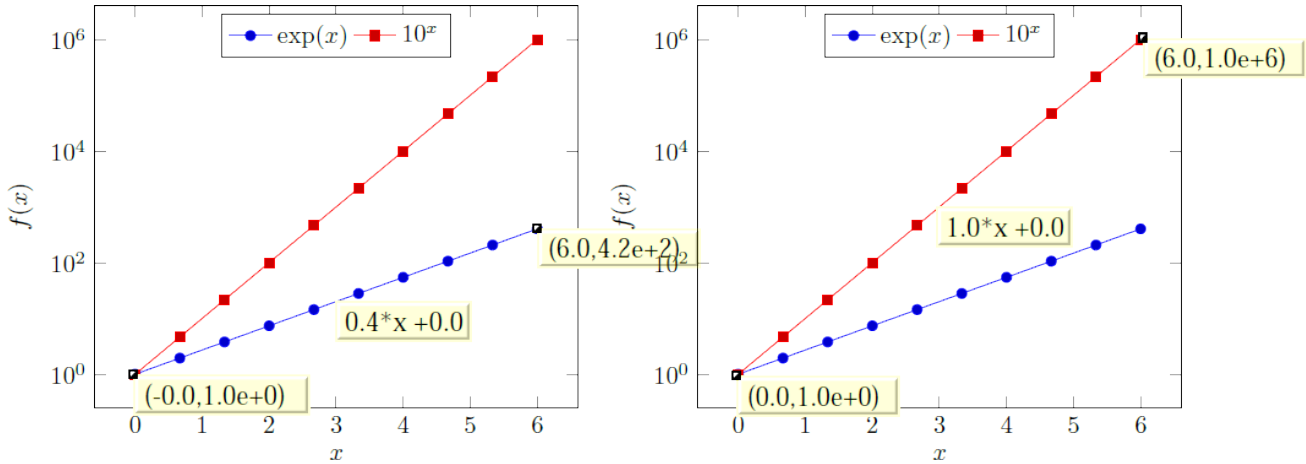 exp(x) 10^x
10^6
10^4
10^2
10^0
f(x)
(6.0,4.2e+2)
0.4*x +0.0
(-0.0,1.0e+0)
0 1 2 3 4 5 6
x
exp(x) 10^x
10^6
10^4
10^2
10^0
f(x)
(6.0,1.0e+6)
1.0*x +0.0
(0.0,1.0e+0)
0 1 2 3 4 5 6
x